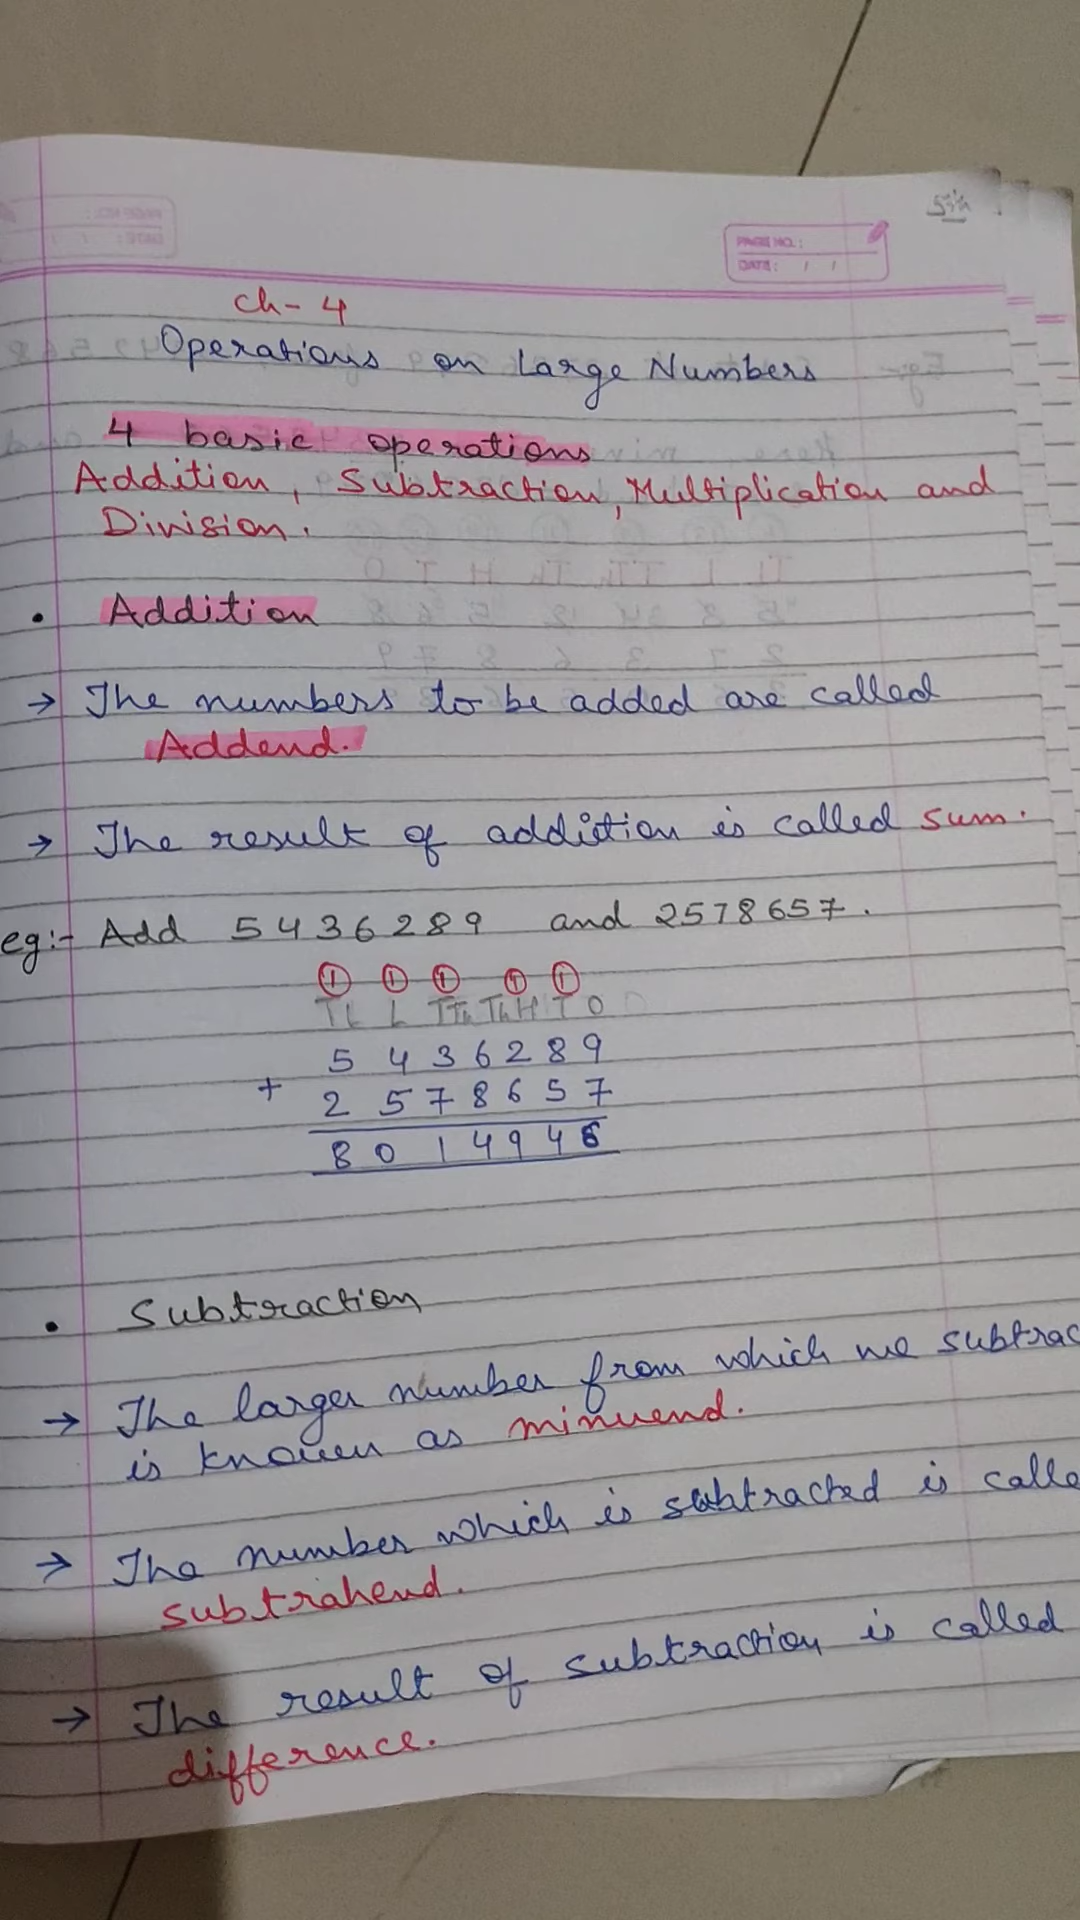 5th
PAGE NO.:
DATE: / /
Ch-4
Operations on Large Numbers
4 basic operations
Addition, Subtraction, Multiplication and
Division.
• Addition
→ The numbers to be added are called
Addend.
→ The result of addition is called sum.
eg:- Add 5436289 and 2578657.
1 1 1 1 1
TL L TTh Th H T O
5 4 3 6 2 8 9
+ 2 5 7 8 6 5 7
8 0 1 4 9 4 6
• Subtraction
→ The larger number from which we subtrac
is known as minuend.
→ The number which is subtracted is calle
subtrahend.
→ The result of subtraction is called
difference.